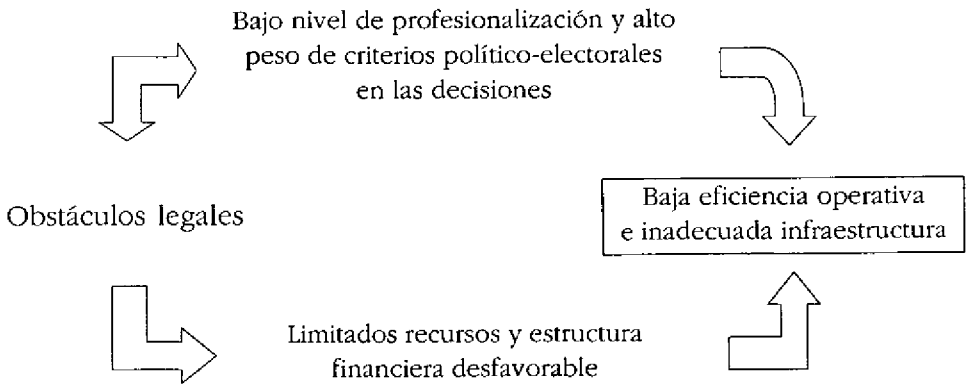 Bajo nivel de profesionalización y alto
peso de criterios político-electorales
en las decisiones
Obstáculos legales
Baja eficiencia operativa
e inadecuada infraestructura
Limitados recursos y estructura
financiera desfavorable